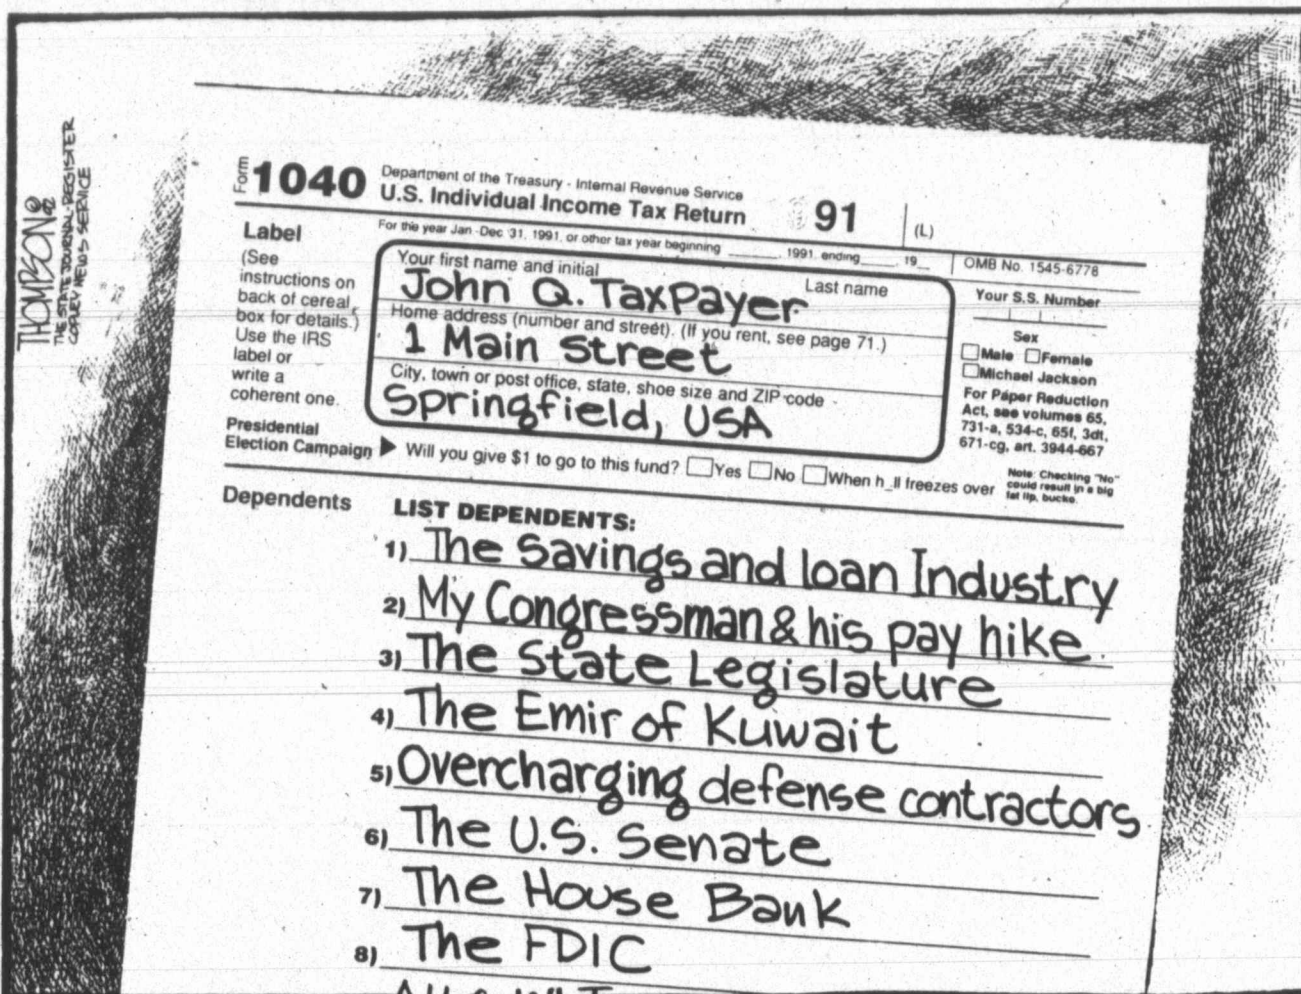 THOMPSON 92
THE STATE JOURNAL-REGISTER
COPLEY NEWS SERVICE
Form 1040
Department of the Treasury - Internal Revenue Service
U.S. Individual Income Tax Return
91
(L)
For the year Jan.-Dec. 31, 1991, or other tax year beginning ______, 1991, ending_____, 19__
OMB No. 1545-6778
Label
(See
instructions on
back of cereal
box for details.)
Use the IRS
label or
write a
coherent one.
Your first name and initial
Last name
John Q. Taxpayer
Home address (number and street). (If you rent, see page 71.)
1 Main Street
City, town or post office, state, shoe size and ZIP code
Springfield, USA
Your S.S. Number
Sex
Male Female
Michael Jackson
For Paper Reduction
Act, see volumes 65,
731-a, 534-c, 65f, 3dt,
671-cg, art. 3944-667
Presidential
Election Campaign
Will you give $1 to go to this fund? Yes No When h_ll freezes over
Note: Checking "No"
could result in a big
fat lip, bucko.
Dependents
LIST DEPENDENTS:
1) The Savings and loan Industry
2) My Congressman & his pay hike.
3) The State Legislature
4) The Emir of Kuwait
5) Overcharging defense contractors
6) The U.S. Senate
7) The House Bank
8) The FDIC